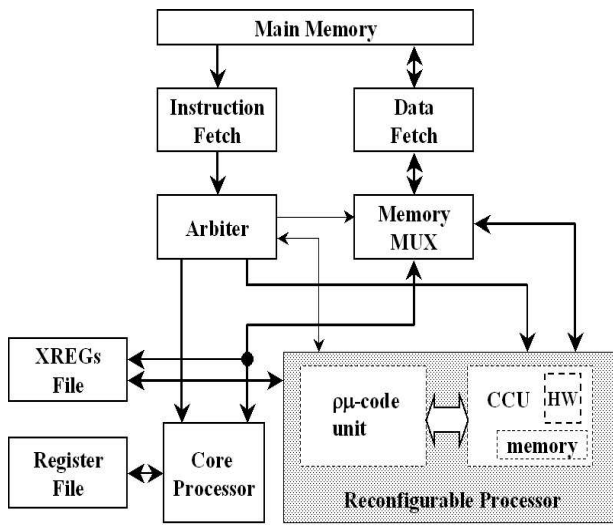 Main Memory
Instruction
Fetch
Data
Fetch
Arbiter
Memory
MUX
XREGs
File
ρμ-code
unit
CCU
HW
memory
Register
File
Core
Processor
Reconfigurable Processor